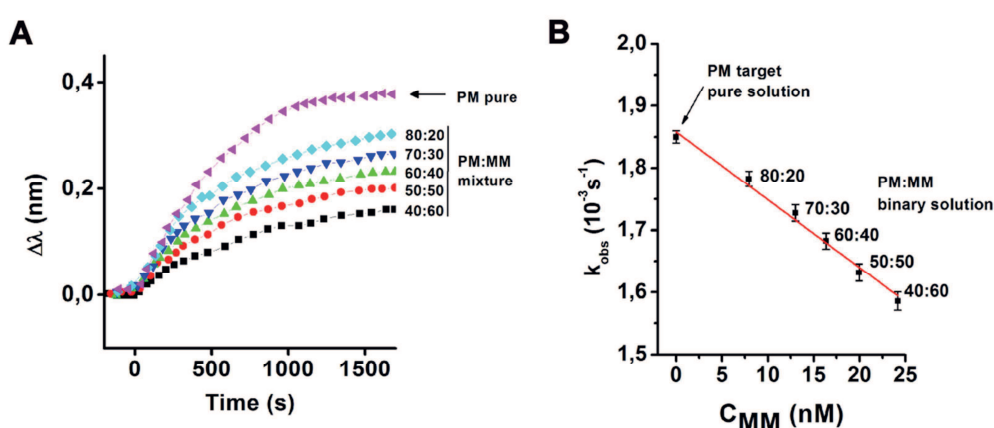 A
0,4
0,2
0,0
Δλ (nm)
0
500
1000
1500
Time (s)
PM pure
80:20
70:30
60:40
50:50
40:60
PM:MM
mixture
B
2,0
1,9
1,8
1,7
1,6
1,5
k_obs (10⁻³ s⁻¹)
PM target
pure solution
80:20
70:30
60:40
50:50
40:60
PM:MM
binary solution
0
5
10
15
20
25
C_MM (nM)